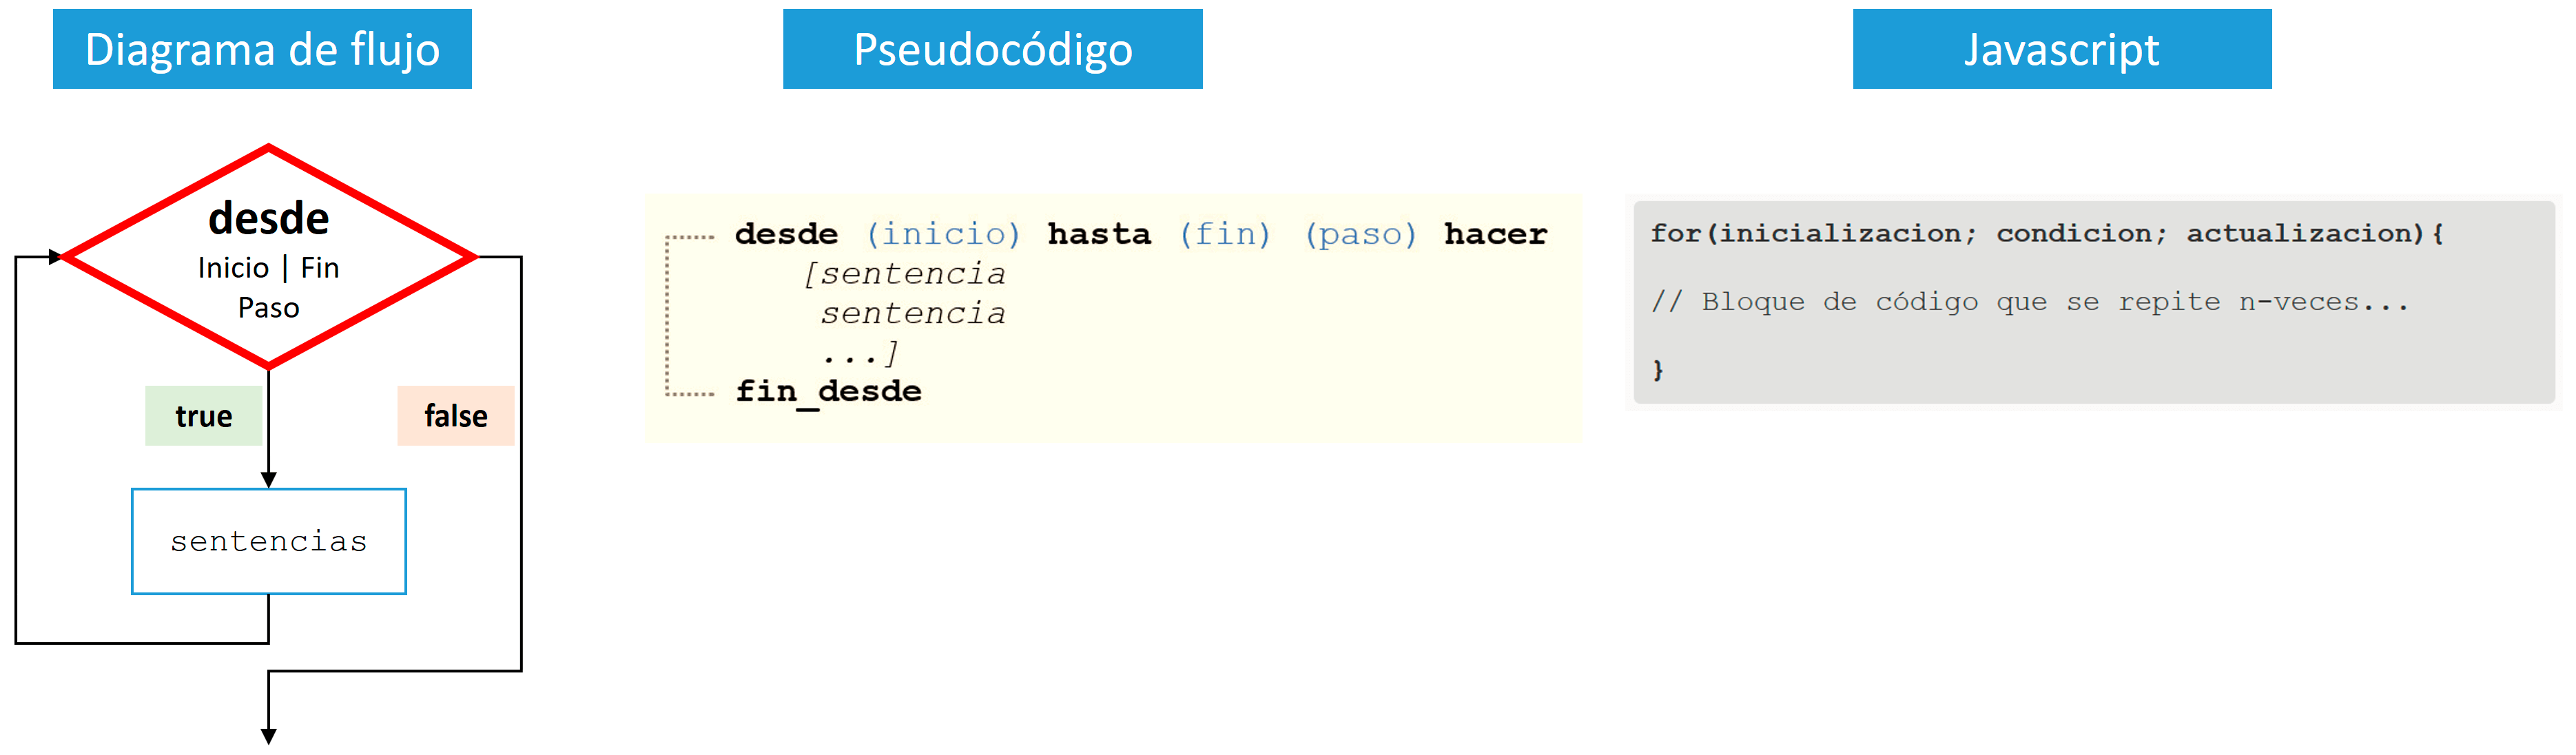 Diagrama de flujo
desde
Inicio | Fin
Paso
true
false
sentencias
Pseudocódigo
desde (inicio) hasta (fin) (paso) hacer
[sentencia
sentencia
...]
fin_desde
Javascript
for(inicializacion; condicion; actualizacion){
// Bloque de código que se repite n-veces...
}